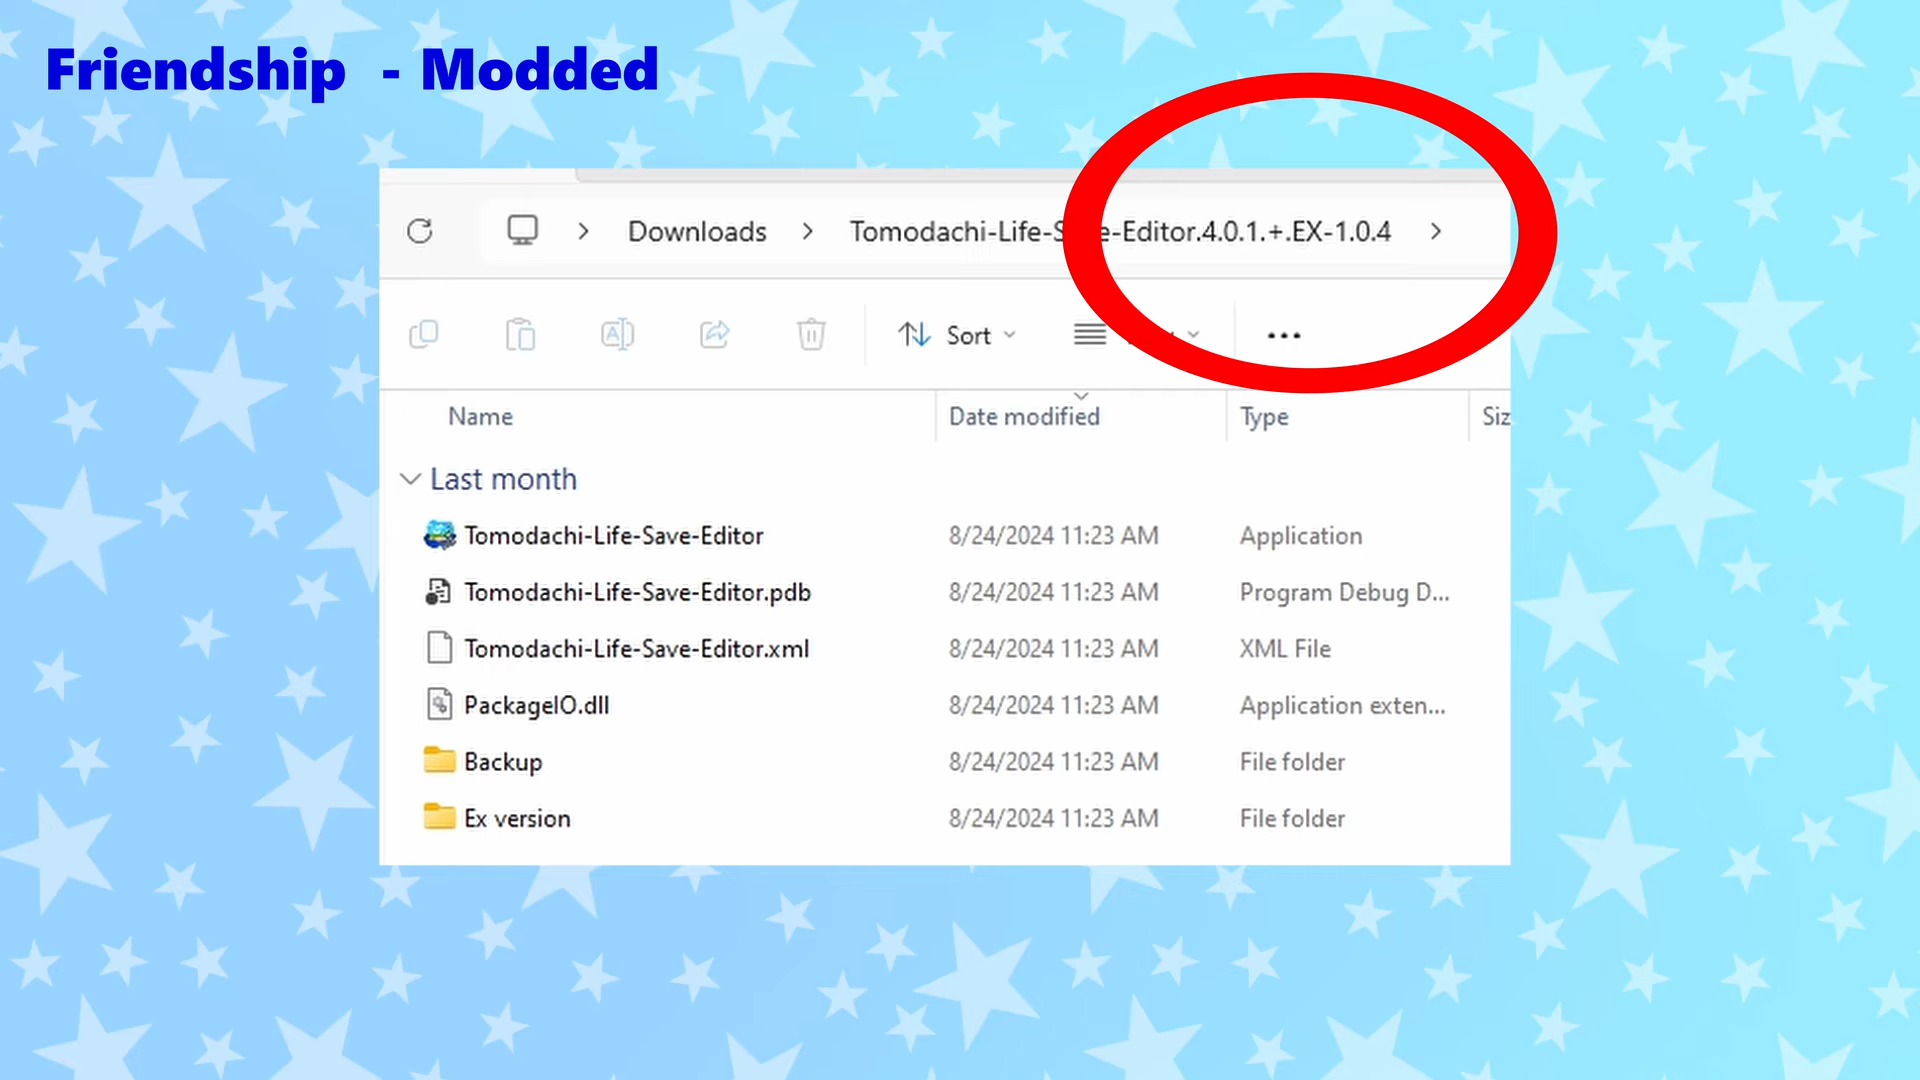 Friendship - Modded
Downloads Tomodachi-Life-S e-Editor.4.0.1.+.EX-1.0.4
Sort
Name Date modified Type Siz
Last month
Tomodachi-Life-Save-Editor 8/24/2024 11:23 AM Application
Tomodachi-Life-Save-Editor.pdb 8/24/2024 11:23 AM Program Debug D...
Tomodachi-Life-Save-Editor.xml 8/24/2024 11:23 AM XML File
PackageIO.dll 8/24/2024 11:23 AM Application exten...
Backup 8/24/2024 11:23 AM File folder
Ex version 8/24/2024 11:23 AM File folder